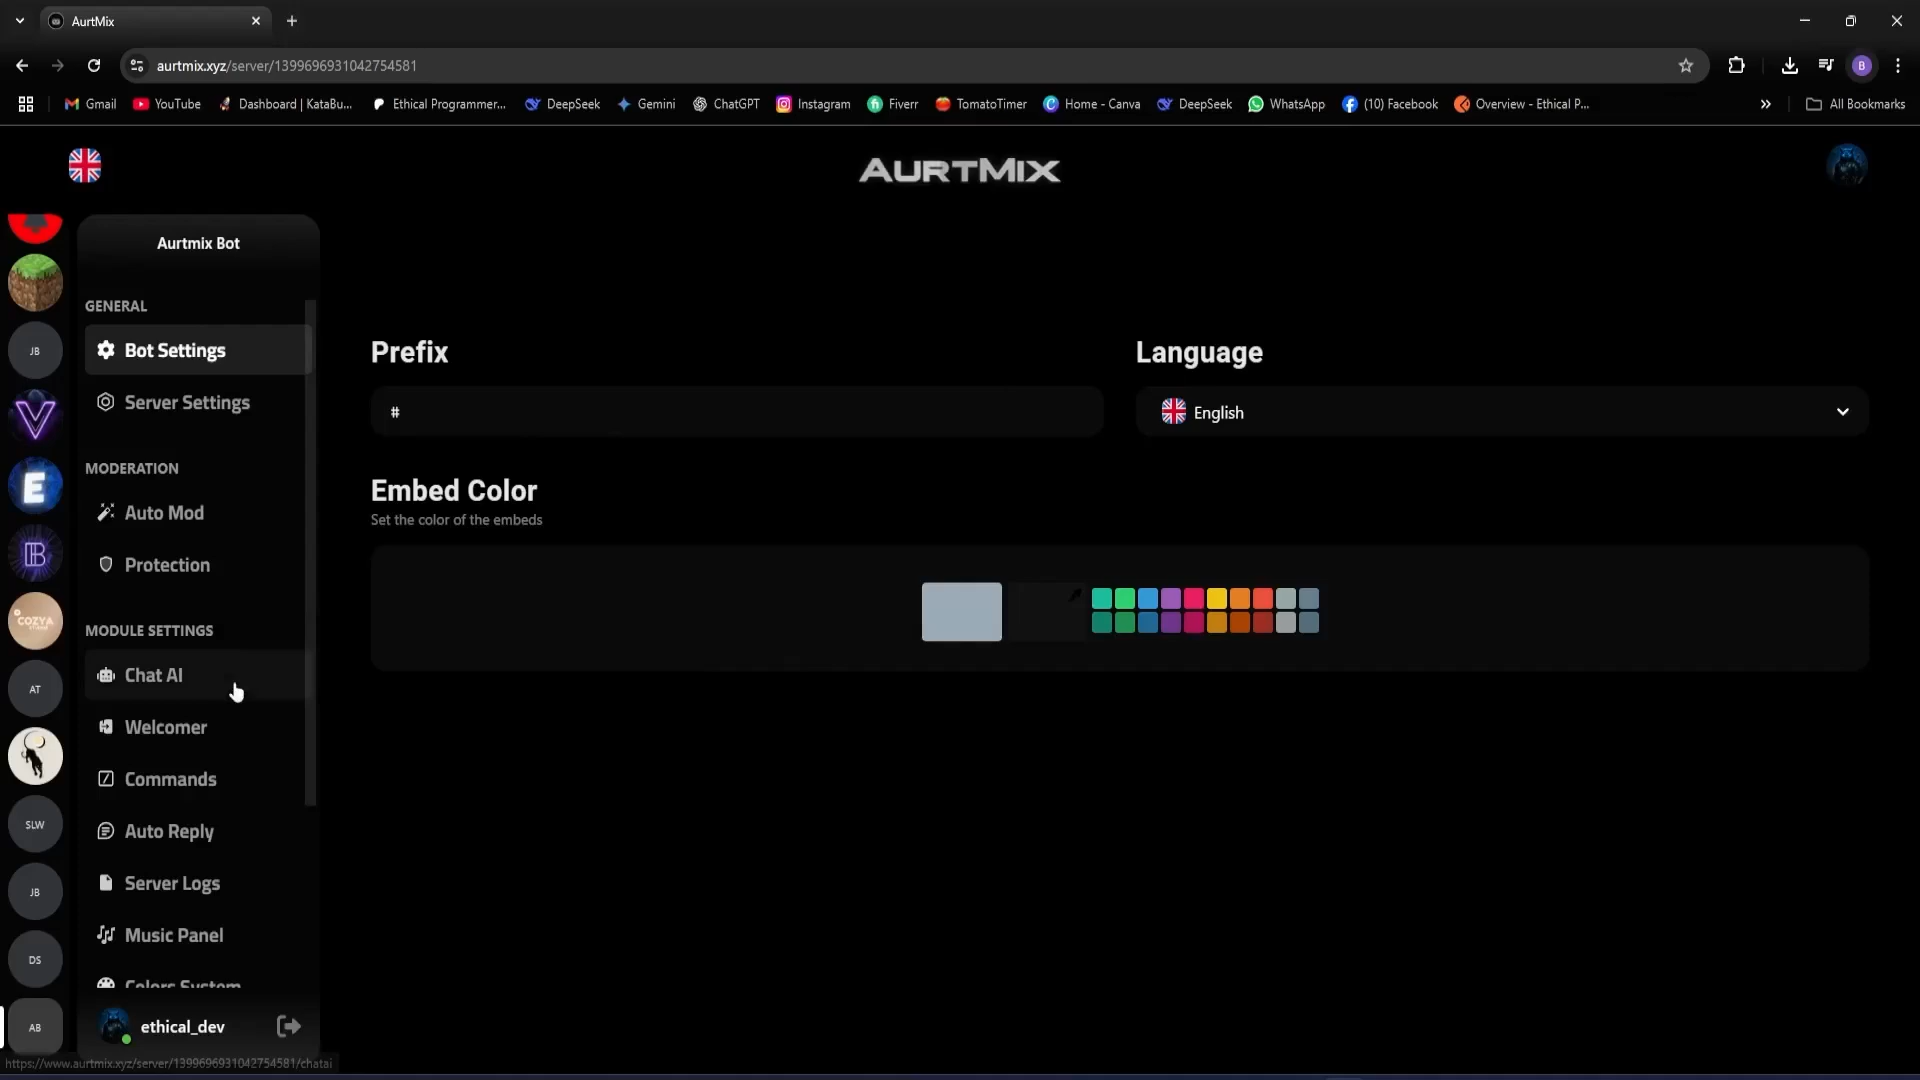 AurtMix
aurtmix.xyz/server/1399696931042754581
B
Gmail
YouTube
Dashboard | KataBu...
Ethical Programmer...
DeepSeek
Gemini
ChatGPT
Instagram
Fiverr
TomatoTimer
Home - Canva
DeepSeek
WhatsApp
(10) Facebook
Overview - Ethical P...
All Bookmarks
AURTMIX
Aurtmix Bot
GENERAL
Bot Settings
Server Settings
MODERATION
Auto Mod
Protection
MODULE SETTINGS
Chat AI
Welcomer
Commands
Auto Reply
Server Logs
Music Panel
Colors System
ethical_dev
JB
V
E
B
COZYA
AT
SLW
JB
DS
AB
Prefix
#
Language
English
Embed Color
Set the color of the embeds
https://www.aurtmix.xyz/server/1399696931042754581/chatai